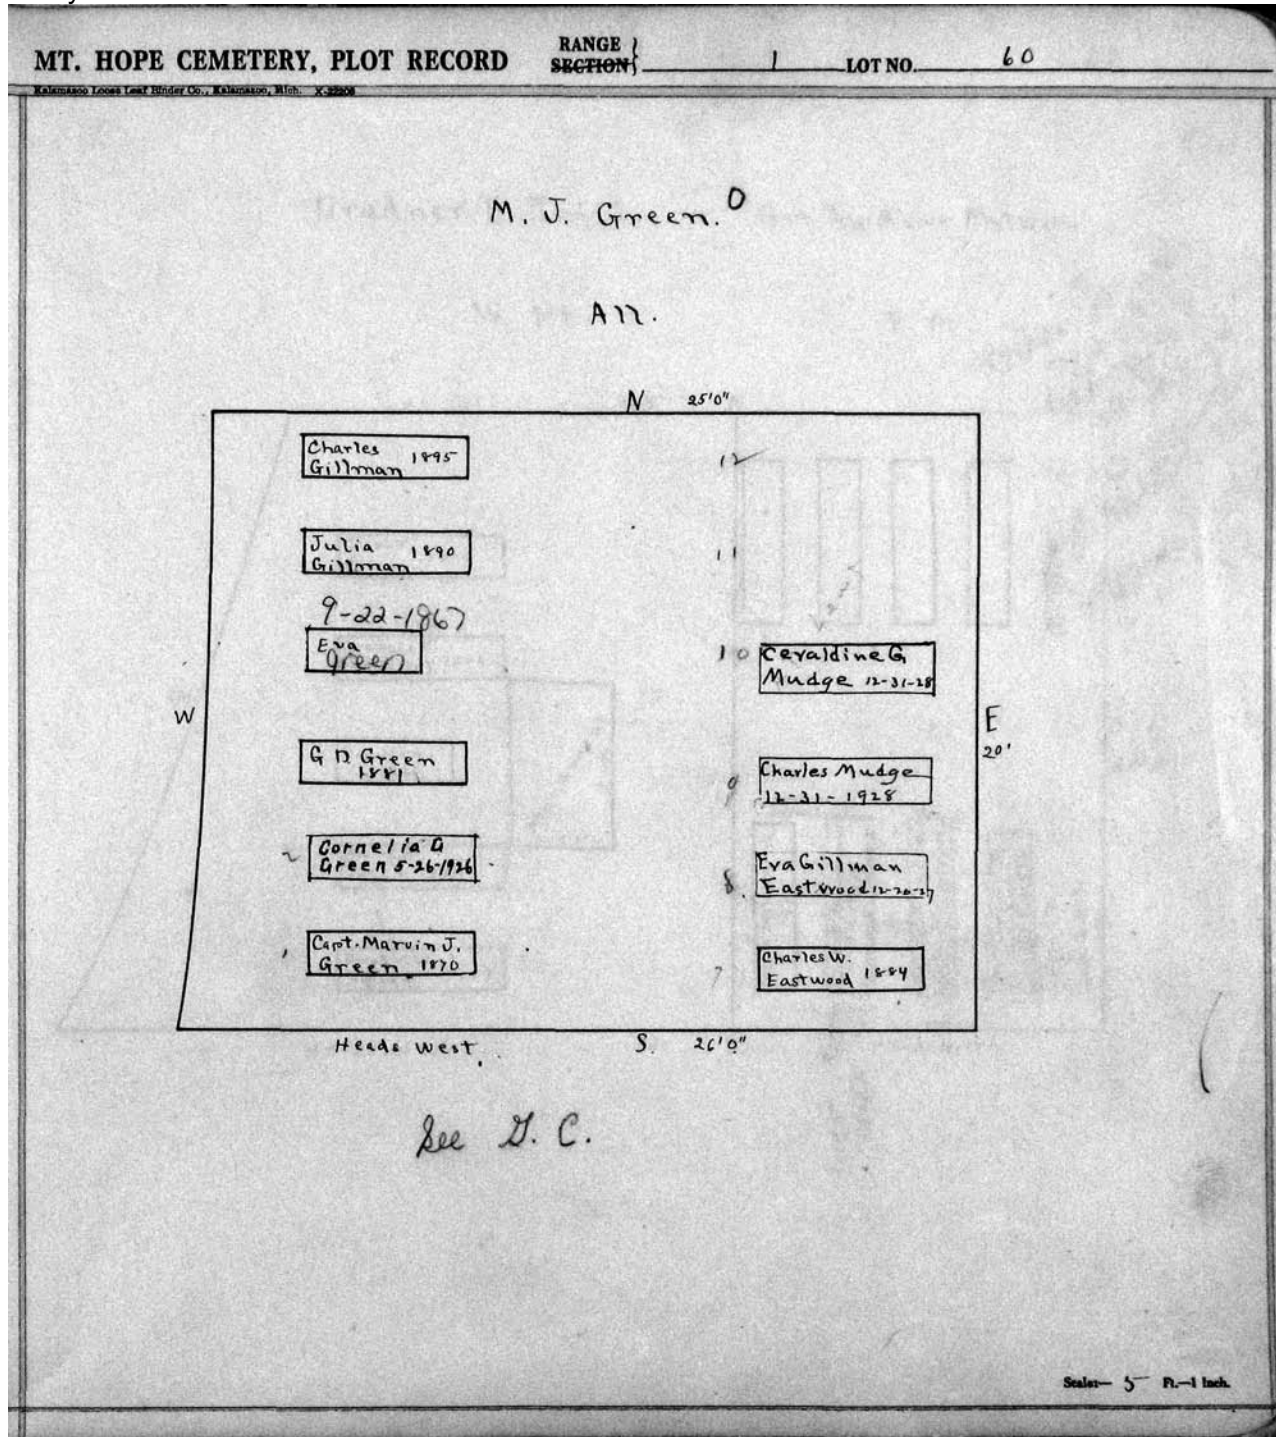 MT. HOPE CEMETERY, PLOT RECORD RANGE } SECTION } 1 LOT NO. 60
Kalamazoo Loose Leaf Binder Co., Kalamazoo, Mich. X-22208
M. J. Green. O
All.
N 25'0"
Charles
Gillman 1895
12
Julia
Gillman 1890
11
9-22-1867
Eva
Green
10
Ceraldine G
Mudge 12-31-28
W
E
20'
G D Green
1881
9
Charles Mudge
12-31-1928
2
Cornelia G
Green 5-26-1926
8.
Eva Gillman
Eastwood 12-20-27
1
Capt. Marvin J.
Green 1870
7
Charles W.
Eastwood 1884
Heads West. S. 26'0"
See G. C.
Scale— 5 Ft.—1 Inch.